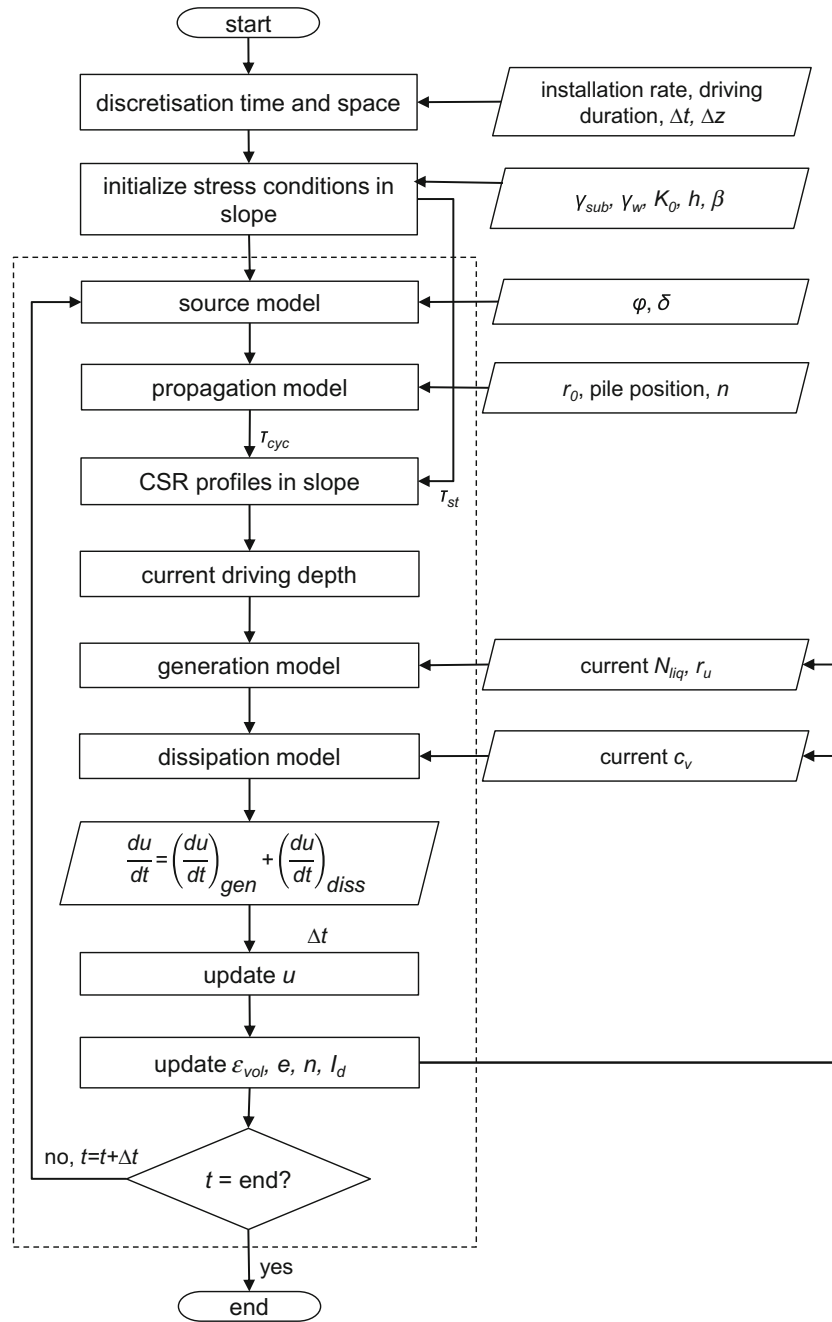 start
discretisation time and space
installation rate, driving
duration, Δt, Δz
initialize stress conditions in
slope
γsub, γw, K0, h, β
source model
φ, δ
propagation model
r0, pile position, n
τcyc
CSR profiles in slope
τst
current driving depth
generation model
current Nliq, ru
dissipation model
current cv
du/dt = (du/dt)gen + (du/dt)diss
Δt
update u
update εvol, e, n, Id
no, t=t+Δt
t = end?
yes
end